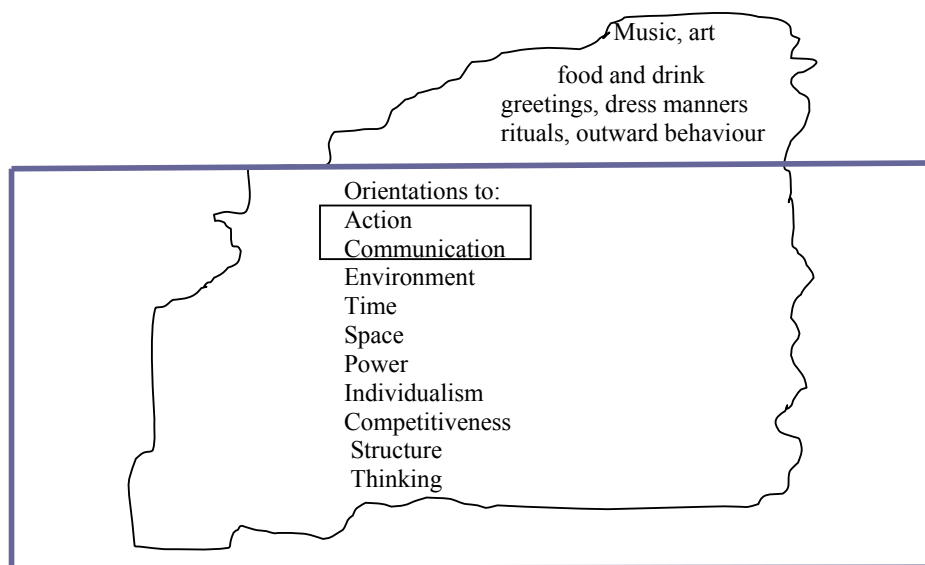 Music, art
food and drink
greetings, dress manners
rituals, outward behaviour
Orientations to:
Action
Communication
Environment
Time
Space
Power
Individualism
Competitiveness
Structure
Thinking